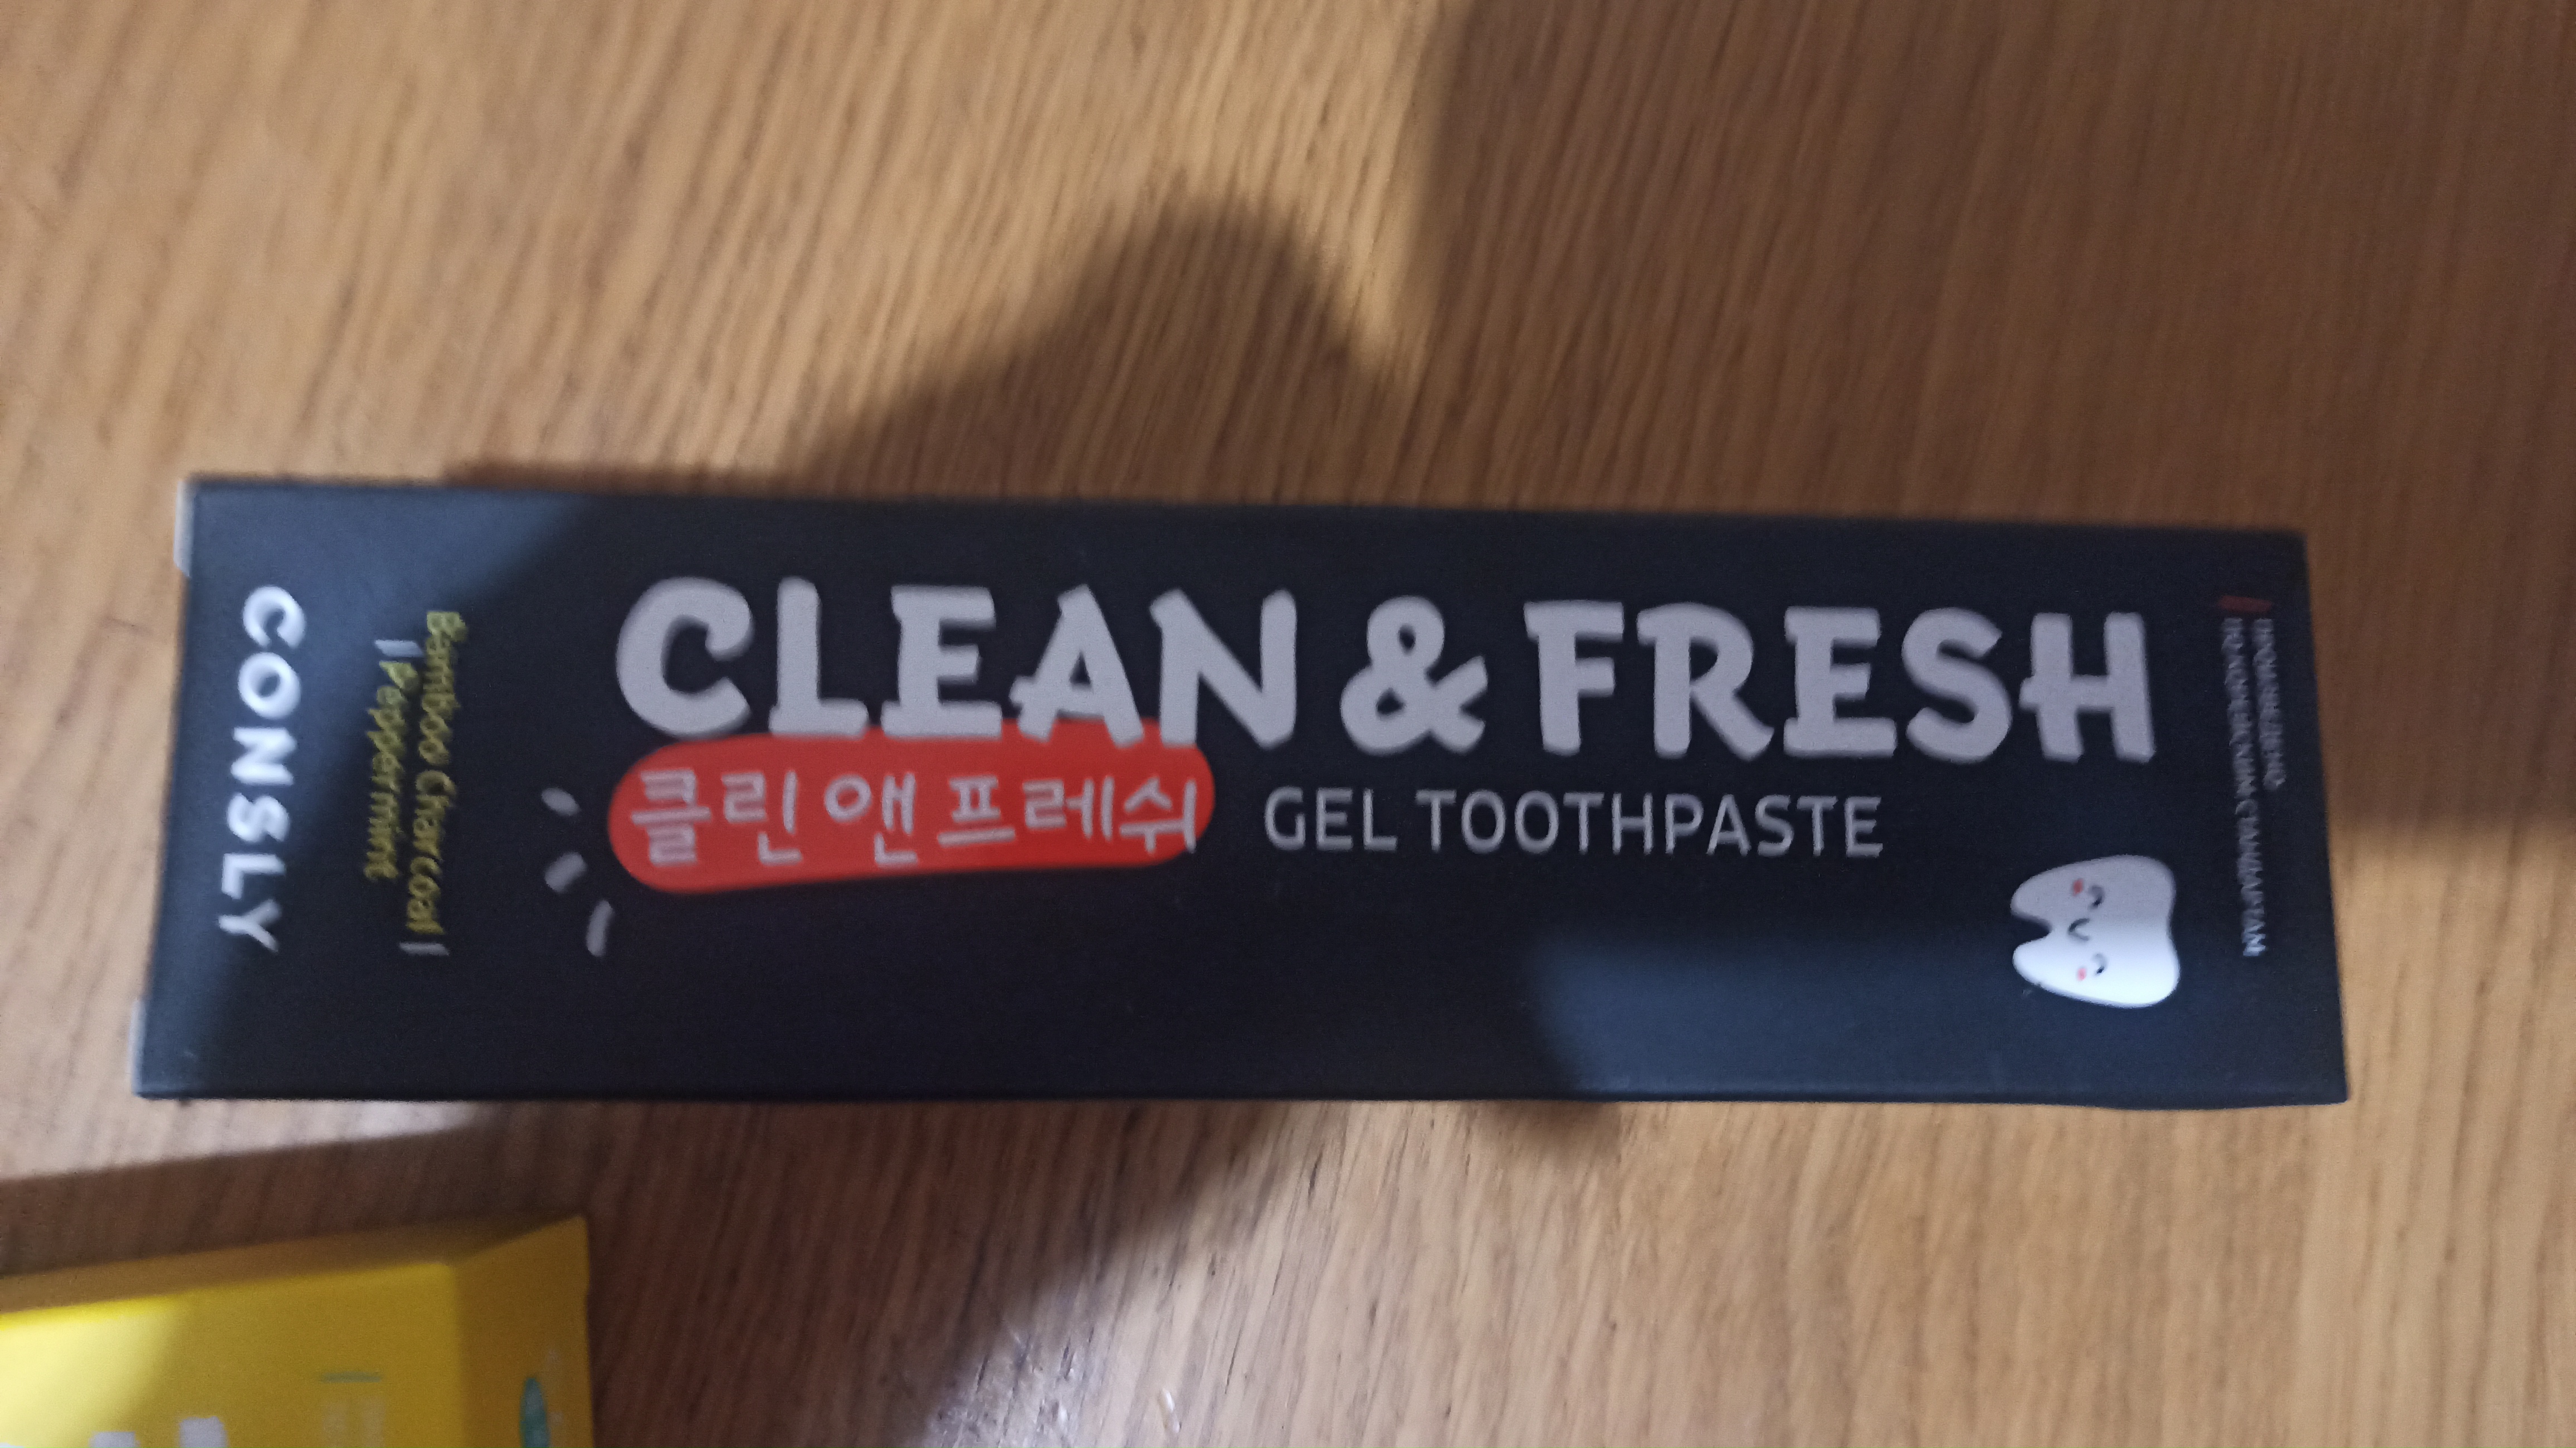 CONSLY
Bamboo Charcoal |
| Peppermint
CLEAN & FRESH
클린 앤 프레쉬
GEL TOOTHPASTE